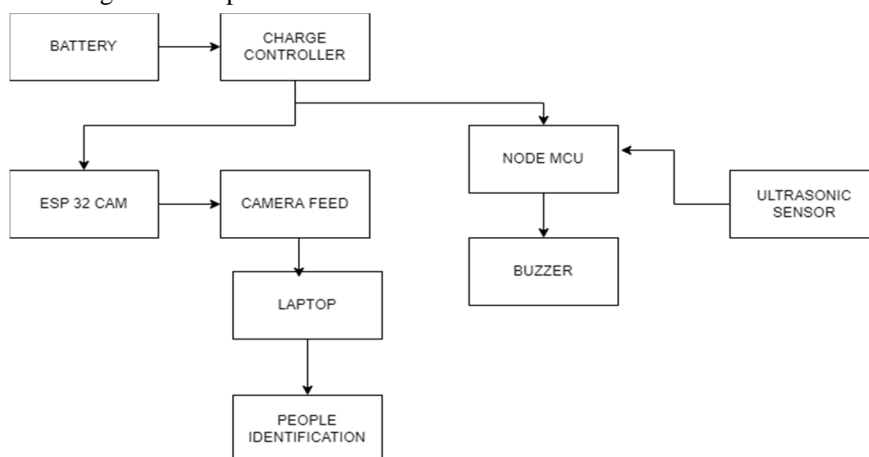 BATTERY
CHARGE
CONTROLLER
NODE MCU
ESP 32 CAM
CAMERA FEED
ULTRASONIC
SENSOR
BUZZER
LAPTOP
PEOPLE
IDENTIFICATION